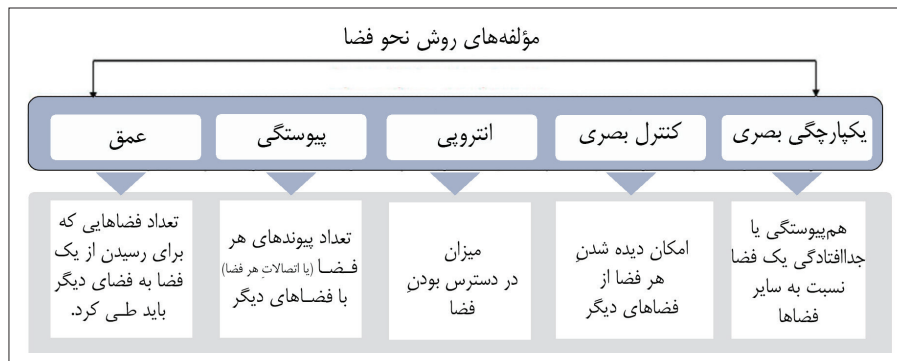 مؤلفه‌های روش نحو فضا
یکپارچگی بصری
کنترل بصری
انتروپی
پیوستگی
عمق
هم‌پیوستگی یا
جداافتادگی یک فضا
نسبت به سایر
فضاها
امکان دیده شدنِ
هر فضا از
فضاهای دیگر
میزان
در دسترس بودنِ
فضا
تعداد پیوندهای هر
فـضـا (یا اتصالاتِ هر فضا)
با فضـاهای دیگر
تعداد فضاهایی که
برای رسیدن از یک
فضا به فضای دیگر
باید طـی کرد.